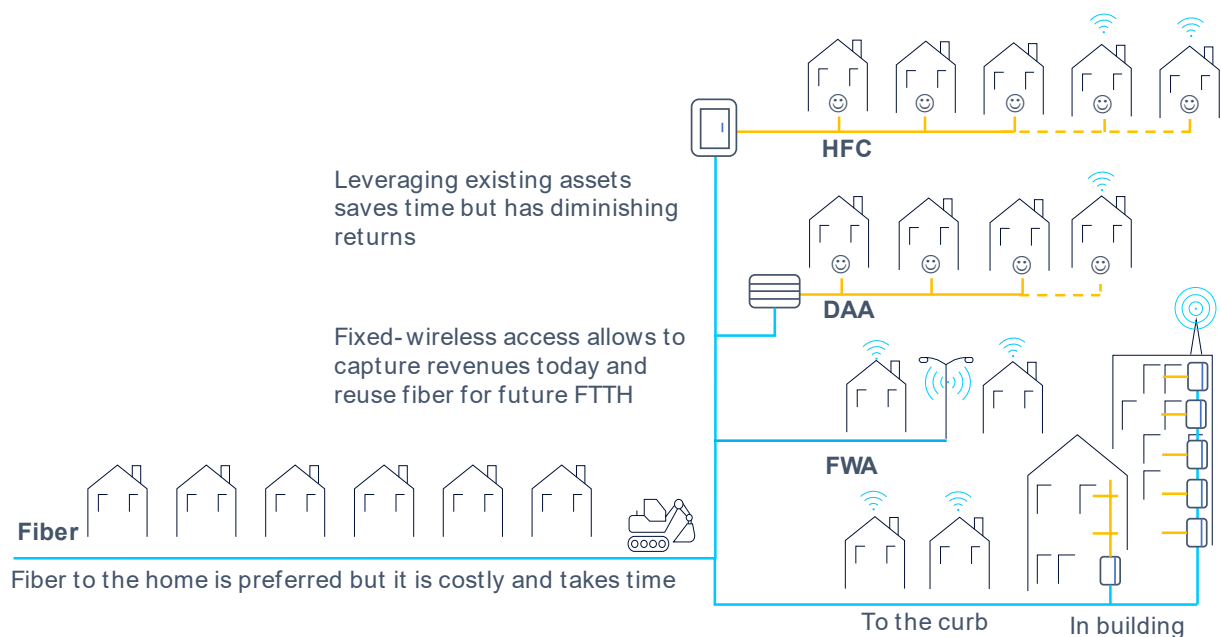 HFC
Leveraging existing assets
saves time but has diminishing
returns
DAA
Fixed-wireless access allows to
capture revenues today and
reuse fiber for future FTTH
FWA
Fiber
Fiber to the home is preferred but it is costly and takes time
To the curb
In building